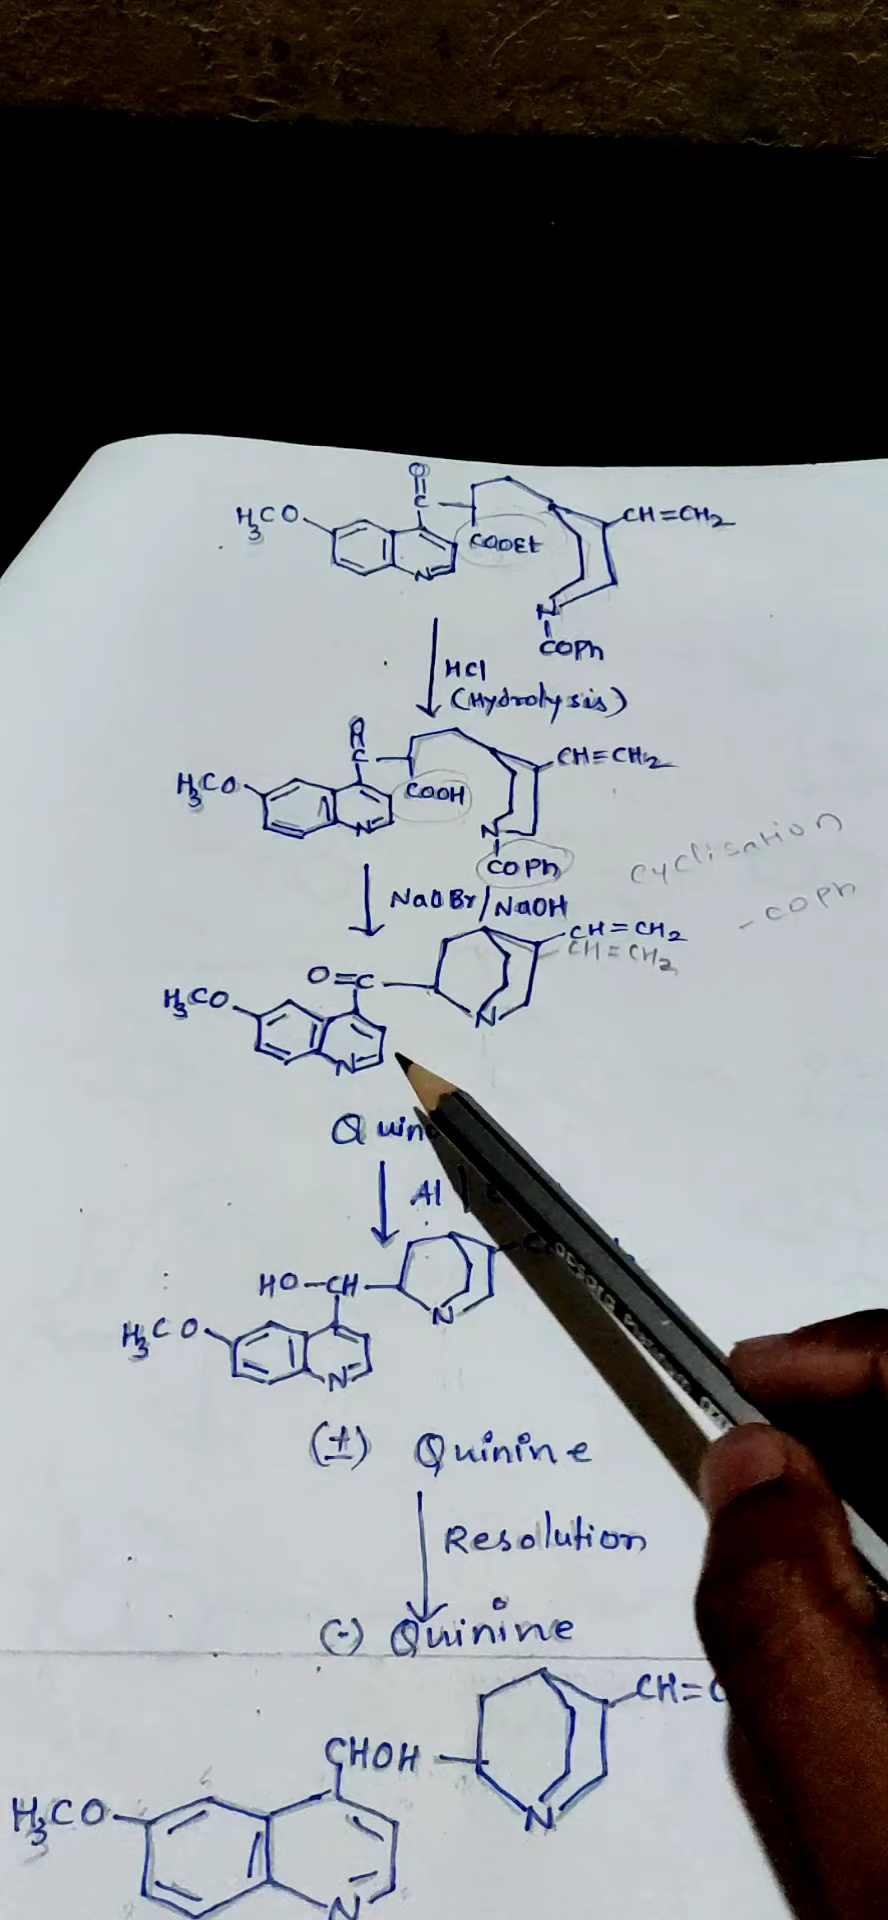 O
H3CO C CH=CH2
COOEt
N
N
COPh
HCl
(Hydrolysis)
C CH=CH2
H3CO COOH
N N
COPh
cyclisation
NaOBr/NaOH
-COPh
CH=CH2
O=C CH=CH2
H3CO N
N
Quin
Al
HO-CH
N
H3CO
N
(±) Quinine
Resolution
(-) Quinine
CH=C
CHOH
H3CO N
N